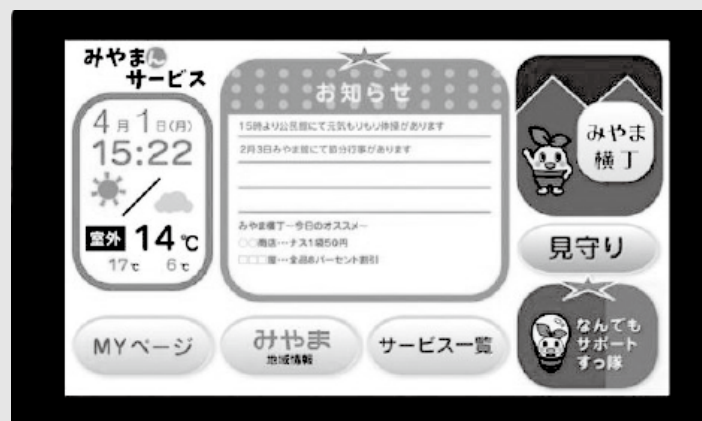 みやまんサービス
4月1日(月)
15:22
室外 14℃
17℃ 6℃
お知らせ
15時より公民館にて元気もりもり体操があります
2月3日みやま館にて節分行事があります
みやま横丁～今日のオススメ～
○○商店…ナス1袋50円
□□□屋…全品8パーセント割引
みやま
横丁
見守り
なんでも
サポート
すっ隊
MYページ
みやま
地域情報
サービス一覧